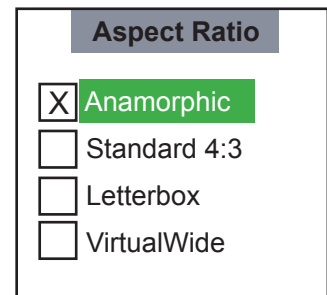 Aspect Ratio
X Anamorphic
Standard 4:3
Letterbox
VirtualWide